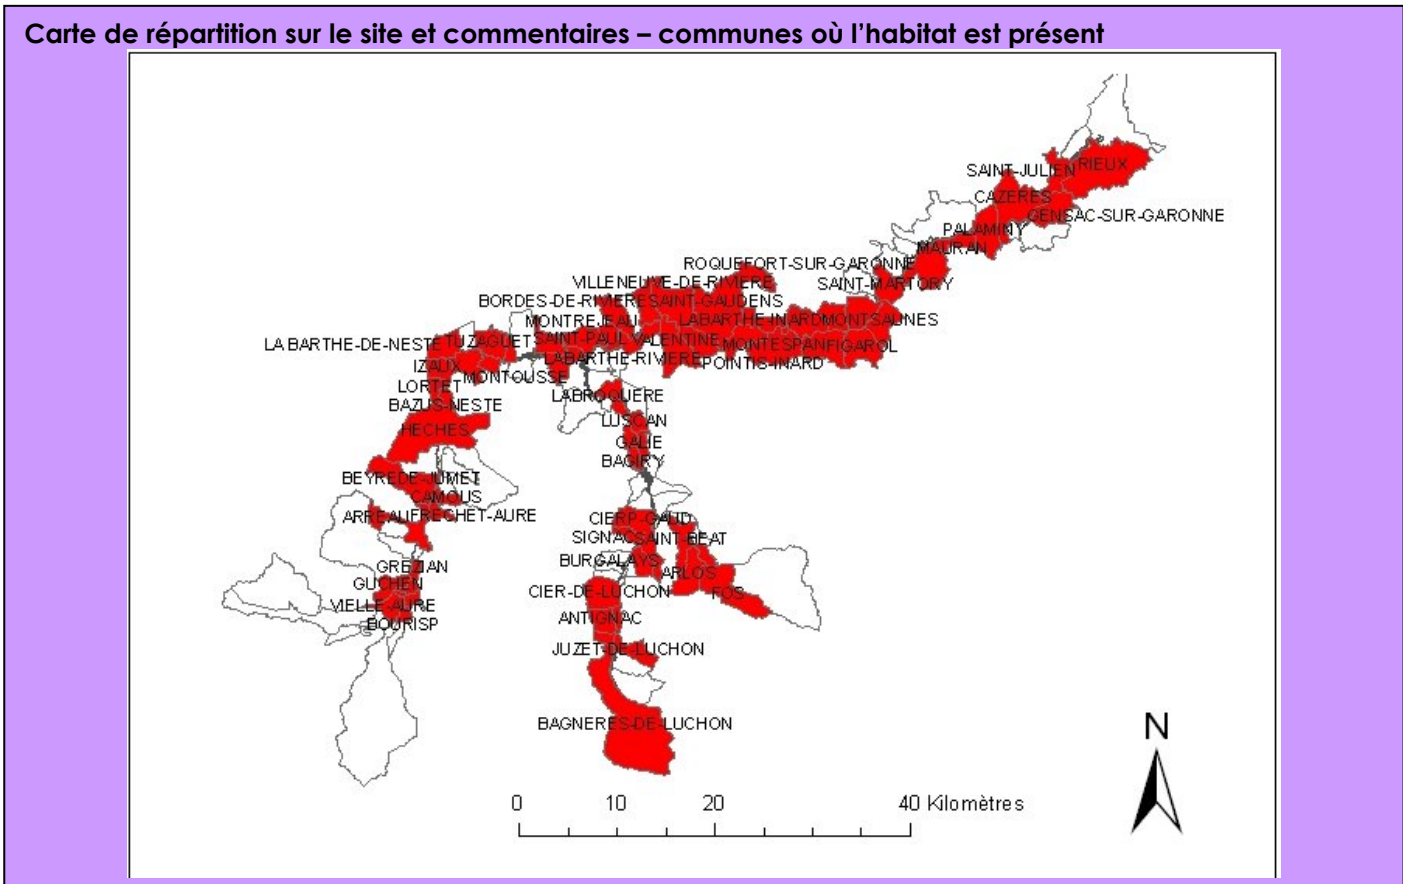 Carte de répartition sur le site et commentaires – communes où l'habitat est présent
RIEUX
SAINT-JULIEN
CAZERES
GENSAC-SUR-GARONNE
PALAMINY
MAURAN
ROQUEFORT-SUR-GARONNE
SAINT-MARTORY
VILLENEUVE-DE-RIVIERE
BORDES-DE-RIVIERE
SAINT-GAUDENS
MONTREJEAU
LABARTHE-INARD
MONTSAUNES
LA BARTHE-DE-NESTE
TUZAGUET
SAINT-PAUL
VALENTINE
MONTESPAN
FIGAROL
IZAUX
LABARTHE-RIVIERE
POINTIS-INARD
MONTOUSSE
LORTET
LABROQUERE
BAZUS-NESTE
LUSCAN
HECHES
GALIE
BAGIRY
BEYREDE-JUMET
CAMOUS
ARREAU
FRECHET-AURE
CIERP-GAUD
SIGNAC
SAINT-BEAT
BURGALAYS
GREZIAN
ARLOS
GUCHEN
CIER-DE-LUCHON
FOS
VIELLE-AURE
ANTIGNAC
BOURISP
JUZET-DE-LUCHON
BAGNERES-DE-LUCHON
N
0 10 20 40 Kilomètres